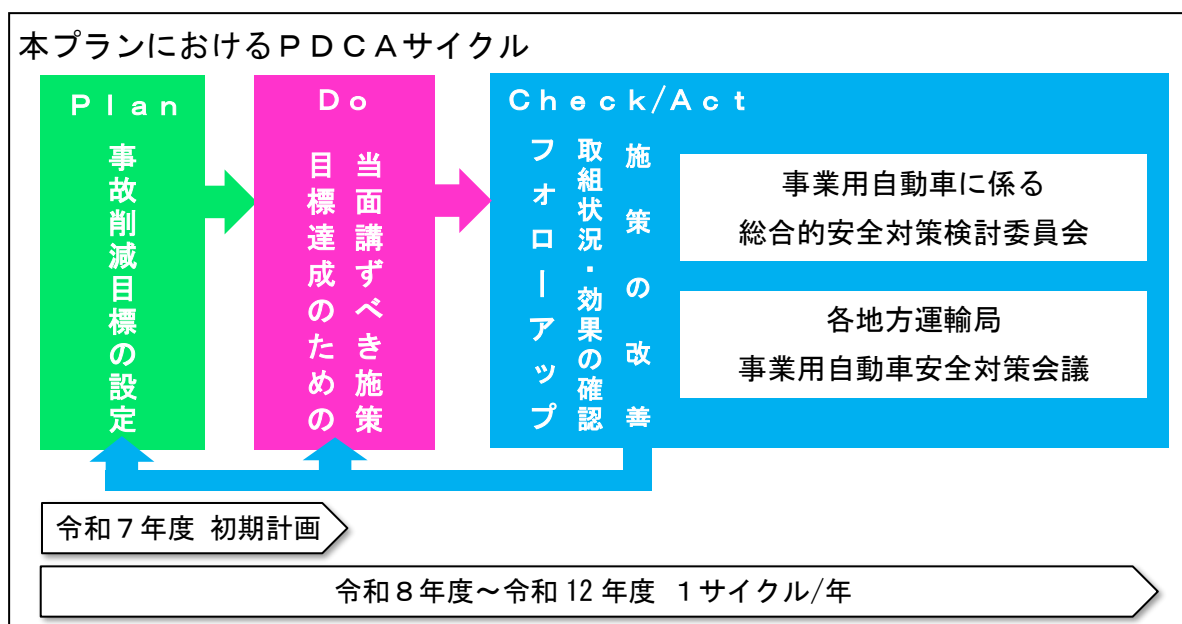 本プランにおけるＰＤＣＡサイクル
Ｐｌａｎ
事故削減目標の設定
Ｄｏ
当面講ずべき施策
目標達成のための
Ｃｈｅｃｋ/Ａｃｔ
施策の改善
取組状況・効果の確認
フォローアップ
事業用自動車に係る
総合的安全対策検討委員会
各地方運輸局
事業用自動車安全対策会議
令和７年度 初期計画
令和８年度～令和12年度 １サイクル/年